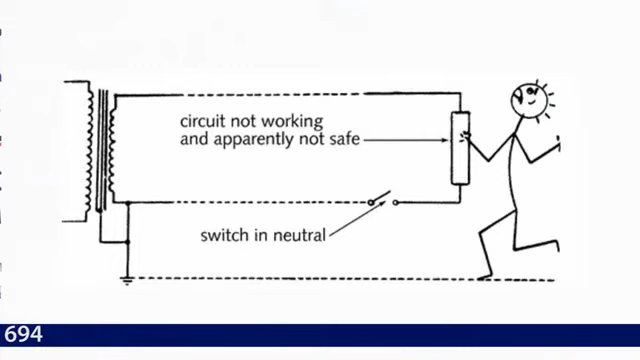 circuit not working
and apparently not safe
switch in neutral
694